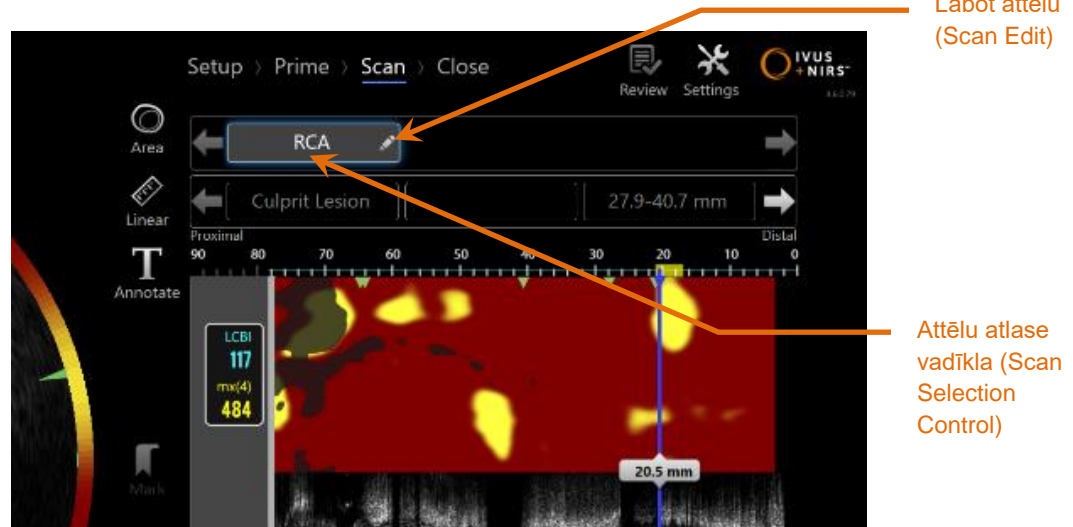 Labot attēlu
(Scan Edit)
Setup > Prime > Scan > Close
Review
Settings
IVUS
+NIRS
Area
RCA
Linear
Culprit Lesion
27.9-40.7 mm
Proximal
Distal
90 80 70 60 50 40 30 20 10 0
Annotate
LCBI
117
mx(4)
484
Attēlu atlase
vadīkla (Scan
Selection
Control)
20.5 mm
Mark